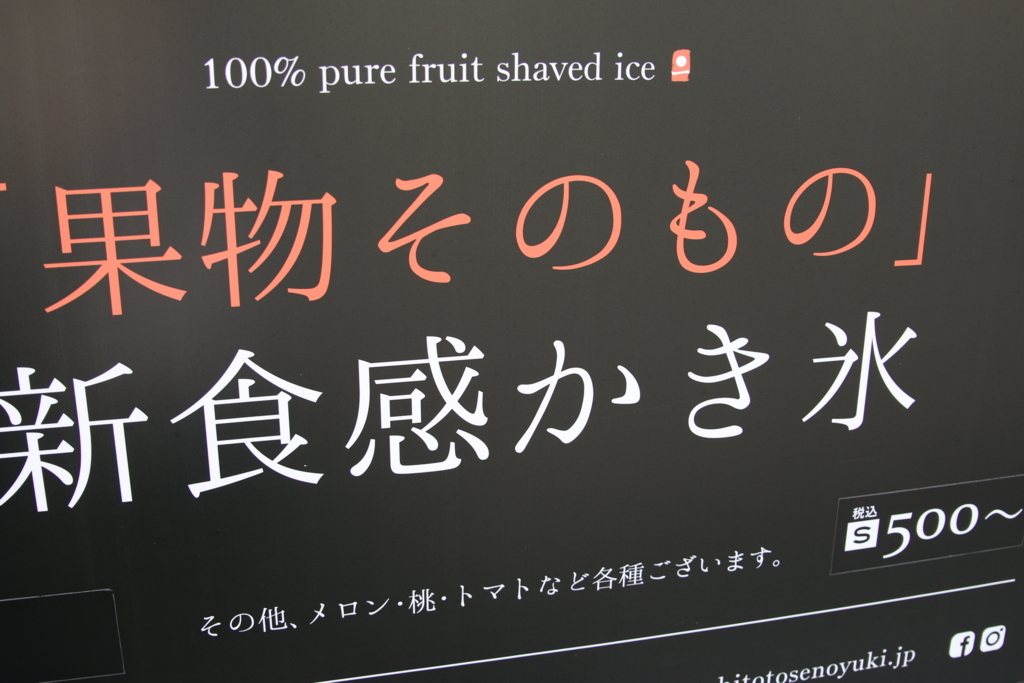 100% pure fruit shaved ice
「果物そのもの」
新食感かき氷
税込
S 500〜
その他、メロン・桃・トマトなど各種ございます。
hitotosenoyuki.jp